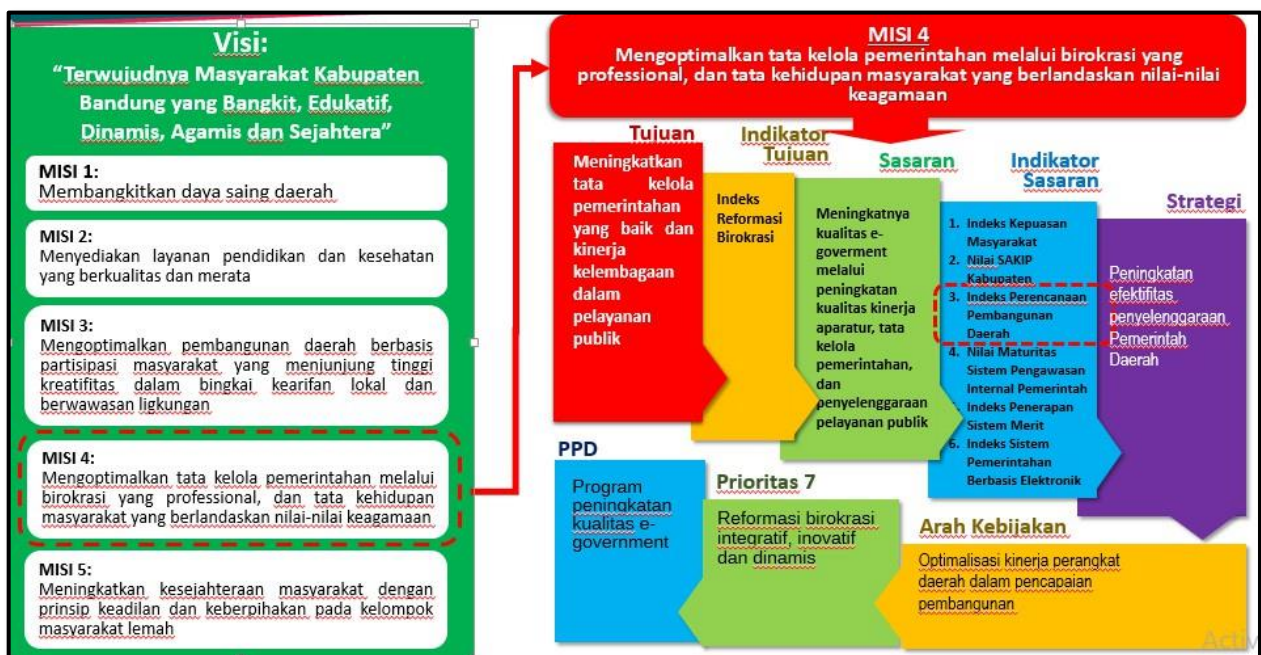 Visi:
“Terwujudnya Masyarakat Kabupaten
Bandung yang Bangkit, Edukatif,
Dinamis, Agamis dan Sejahtera”
MISI 1:
Membangkitkan daya saing daerah
MISI 2:
Menyediakan layanan pendidikan dan kesehatan
yang berkualitas dan merata
MISI 3:
Mengoptimalkan pembangunan daerah berbasis
partisipasi masyarakat yang menjunjung tinggi
kreatifitas dalam bingkai kearifan lokal dan
berwawasan ligkungan
MISI 4:
Mengoptimalkan tata kelola pemerintahan melalui
birokrasi yang professional, dan tata kehidupan
masyarakat yang berlandaskan nilai-nilai keagamaan
MISI 5:
Meningkatkan kesejahteraan masyarakat dengan
prinsip keadilan dan keberpihakan pada kelompok
masyarakat lemah
MISI 4
Mengoptimalkan tata kelola pemerintahan melalui birokrasi yang
professional, dan tata kehidupan masyarakat yang berlandaskan nilai-nilai
keagamaan
Tujuan
Meningkatkan
tata kelola
pemerintahan
yang baik dan
kinerja
kelembagaan
dalam
pelayanan
publik
Indikator
Tujuan
Indeks
Reformasi
Birokrasi
Sasaran
Meningkatnya
kualitas e-
goverment
melalui
peningkatan
kualitas kinerja
aparatur, tata
kelola
pemerintahan,
dan
penyelenggaraan
pelayanan publik
Indikator
Sasaran
1. Indeks Kepuasan
Masyarakat
2. Nilai SAKIP
Kabupaten
3. Indeks Perencanaan
Pembangunan
Daerah
4. Nilai Maturitas
Sistem Pengawasan
Internal Pemerintah
Indeks Penerapan
Sistem Merit
6. Indeks Sistem
Pemerintahan
Berbasis Elektronik
Strategi
Peningkatan
efektifitas
penyelenggaraan
Pemerintah
Daerah
PPD
Program
peningkatan
kualitas e-
government
Prioritas 7
Reformasi birokrasi
integratif, inovatif
dan dinamis
Arah Kebijakan
Optimalisasi kinerja perangkat
daerah dalam pencapaian
pembangunan
Activ